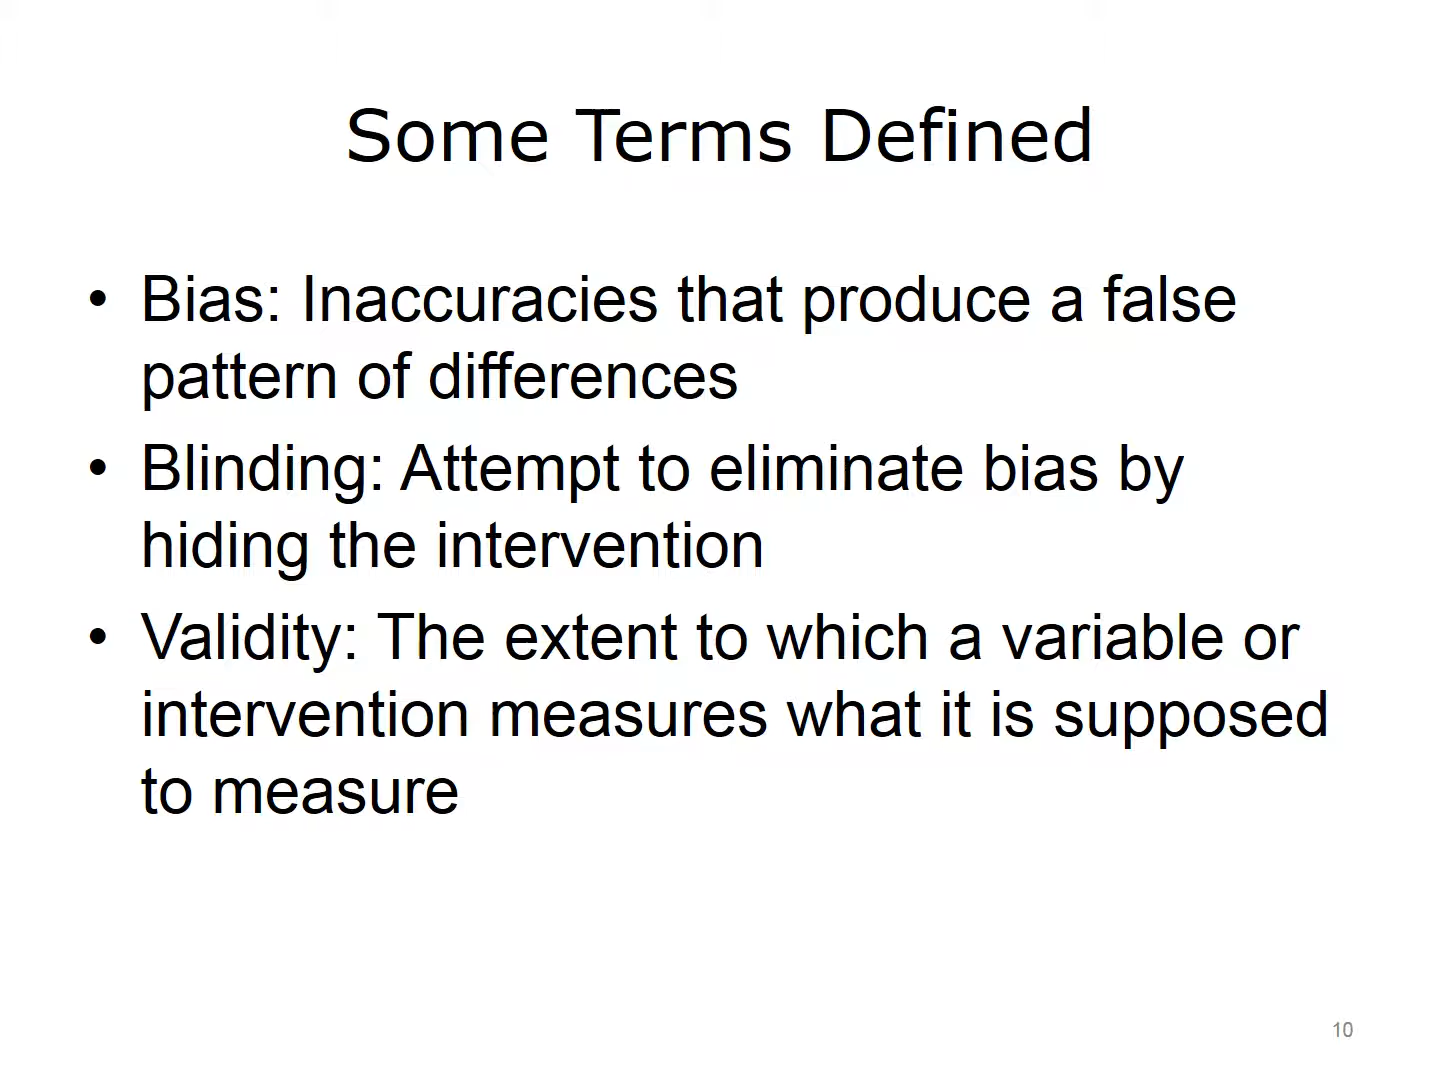 Some Terms Defined
• Bias: Inaccuracies that produce a false
pattern of differences
• Blinding: Attempt to eliminate bias by
hiding the intervention
• Validity: The extent to which a variable or
intervention measures what it is supposed
to measure
10